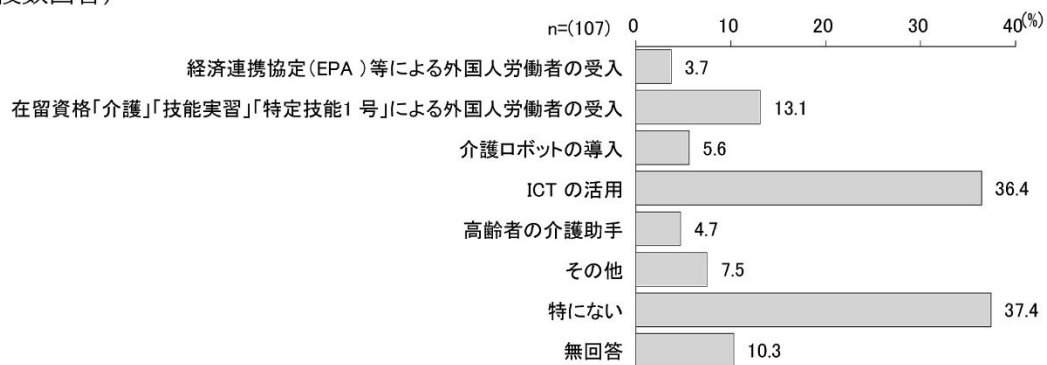 n=(107) 0 10 20 30 40 (%)
経済連携協定(EPA )等による外国人労働者の受入 3.7
在留資格「介護」「技能実習」「特定技能1 号」による外国人労働者の受入 13.1
介護ロボットの導入 5.6
ICT の活用 36.4
高齢者の介護助手 4.7
その他 7.5
特にない 37.4
無回答 10.3